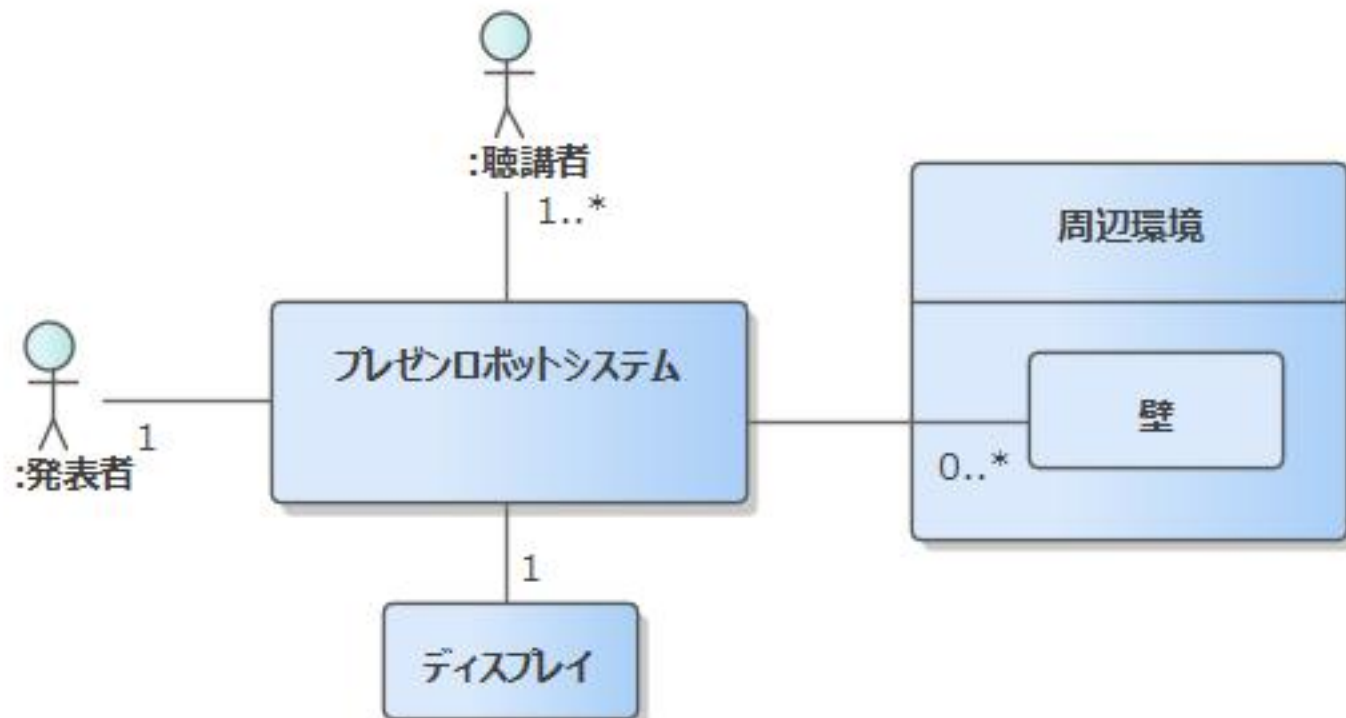 :聴講者
1..*
周辺環境
プレゼンロボットシステム
壁
1
:発表者
0..*
1
ディスプレイ